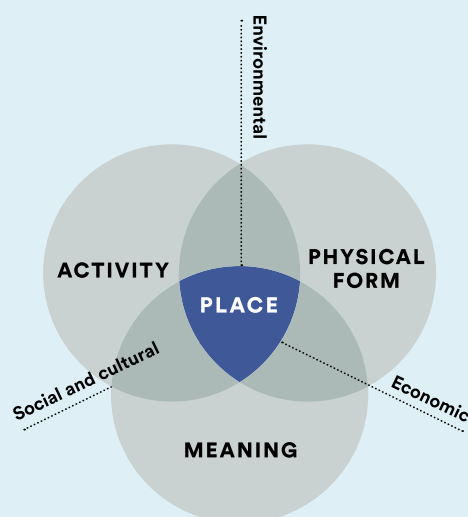 Environmental
ACTIVITY
PHYSICAL
FORM
PLACE
Social and cultural
Economic
MEANING